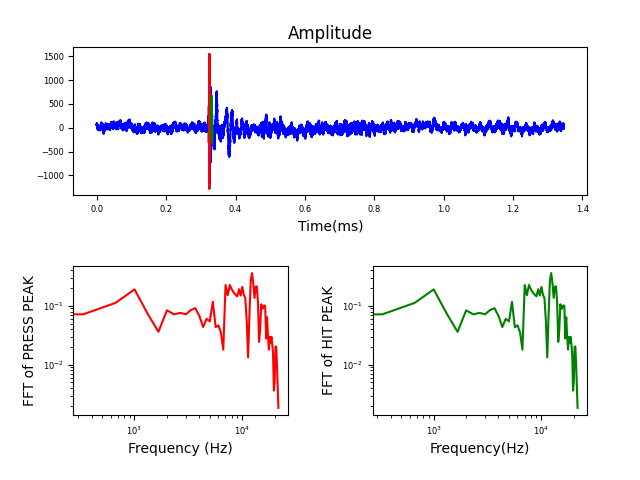 Amplitude
1500
1000
500
0
−500
−1000
0.0 0.2 0.4 0.6 0.8 1.0 1.2 1.4
Time(ms)
FFT of PRESS PEAK
10⁻¹
10⁻²
10³ 10⁴
Frequency (Hz)
FFT of HIT PEAK
10⁻¹
10⁻²
10³ 10⁴
Frequency(Hz)